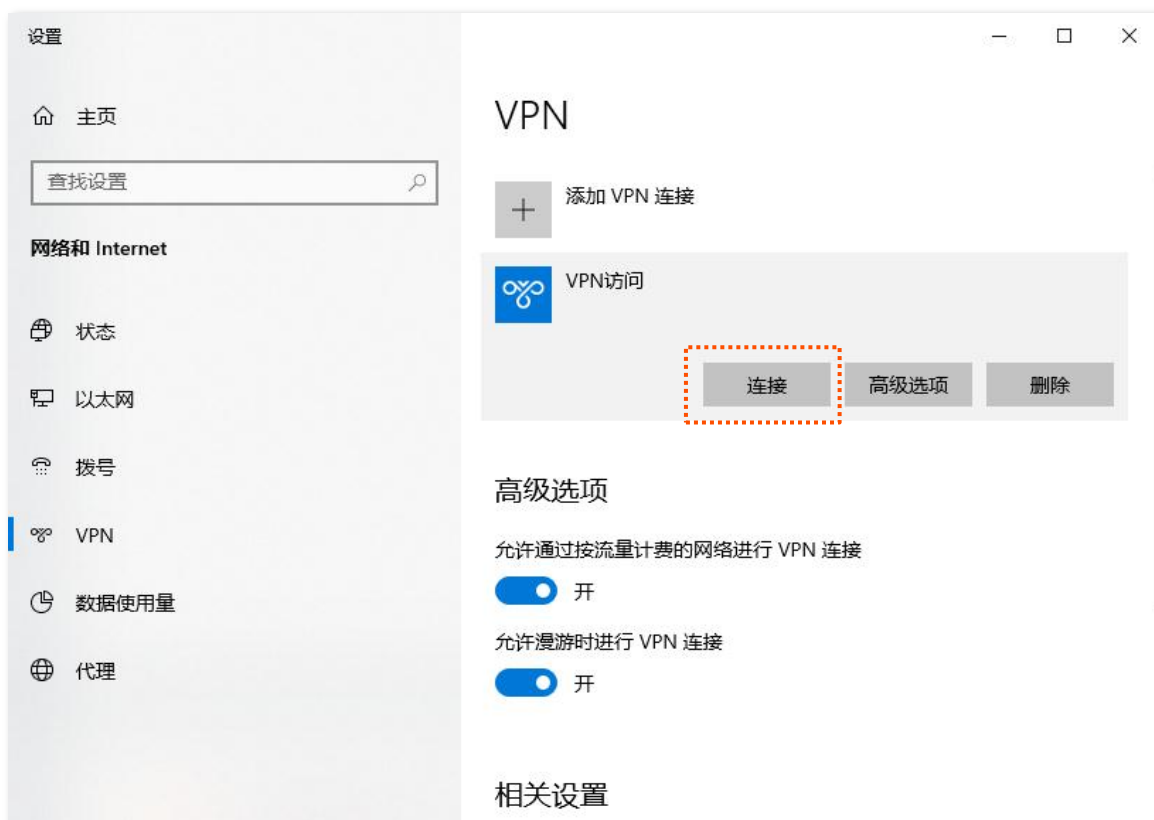 设置
主页
查找设置
网络和 Internet
状态
以太网
拨号
VPN
数据使用量
代理
VPN
添加 VPN 连接
VPN访问
连接
高级选项
删除
高级选项
允许通过按流量计费的网络进行 VPN 连接
开
允许漫游时进行 VPN 连接
开
相关设置